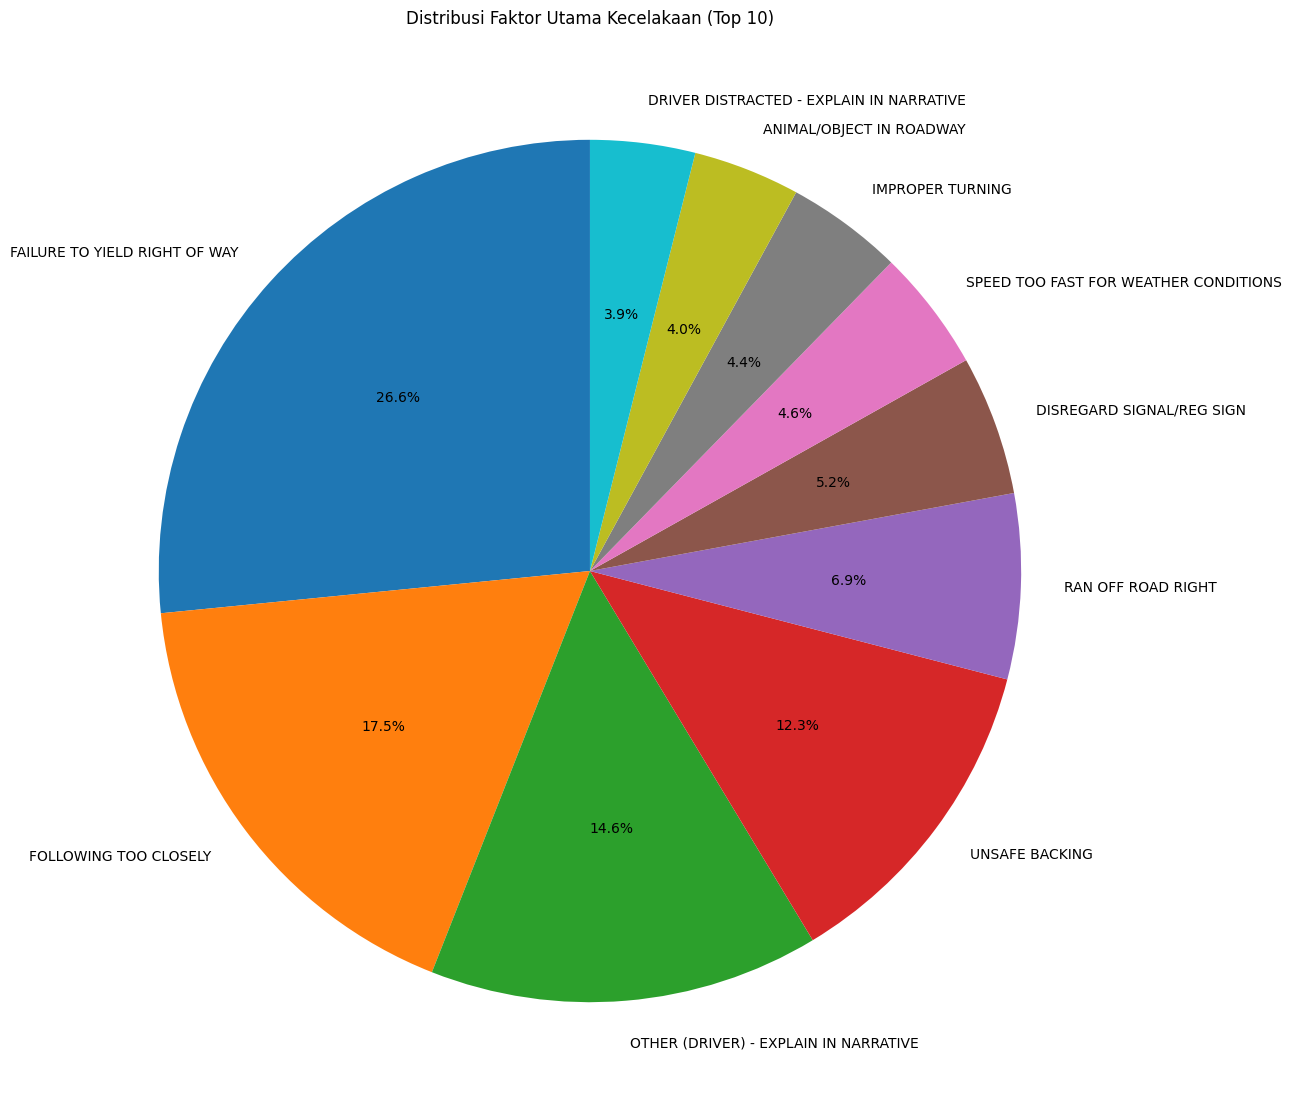 Distribusi Faktor Utama Kecelakaan (Top 10)
DRIVER DISTRACTED - EXPLAIN IN NARRATIVE
ANIMAL/OBJECT IN ROADWAY
IMPROPER TURNING
FAILURE TO YIELD RIGHT OF WAY
SPEED TOO FAST FOR WEATHER CONDITIONS
3.9%
4.0%
4.4%
26.6%
4.6%
DISREGARD SIGNAL/REG SIGN
5.2%
6.9%
RAN OFF ROAD RIGHT
17.5%
12.3%
14.6%
FOLLOWING TOO CLOSELY
UNSAFE BACKING
OTHER (DRIVER) - EXPLAIN IN NARRATIVE